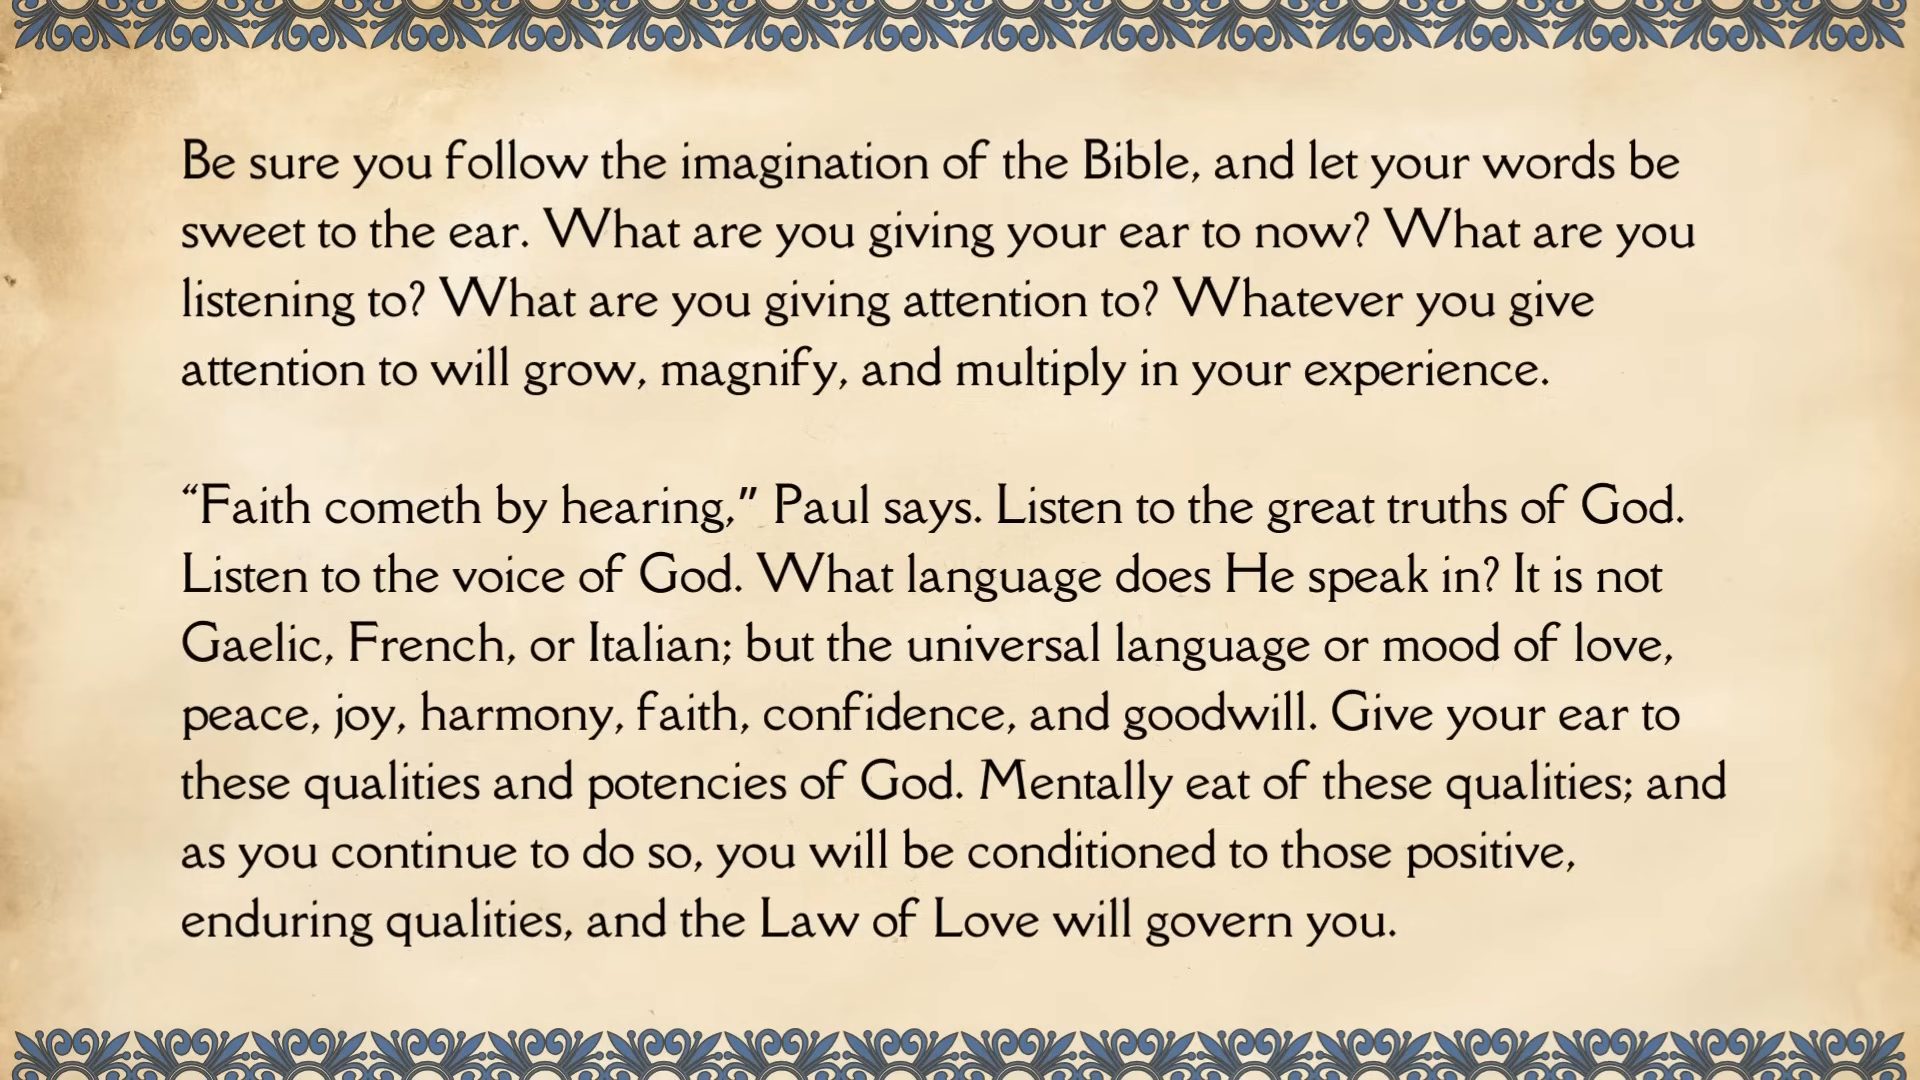 Be sure you follow the imagination of the Bible, and let your words be
sweet to the ear. What are you giving your ear to now? What are you
listening to? What are you giving attention to? Whatever you give
attention to will grow, magnify, and multiply in your experience.
“Faith cometh by hearing,” Paul says. Listen to the great truths of God.
Listen to the voice of God. What language does He speak in? It is not
Gaelic, French, or Italian; but the universal language or mood of love,
peace, joy, harmony, faith, confidence, and goodwill. Give your ear to
these qualities and potencies of God. Mentally eat of these qualities; and
as you continue to do so, you will be conditioned to those positive,
enduring qualities, and the Law of Love will govern you.